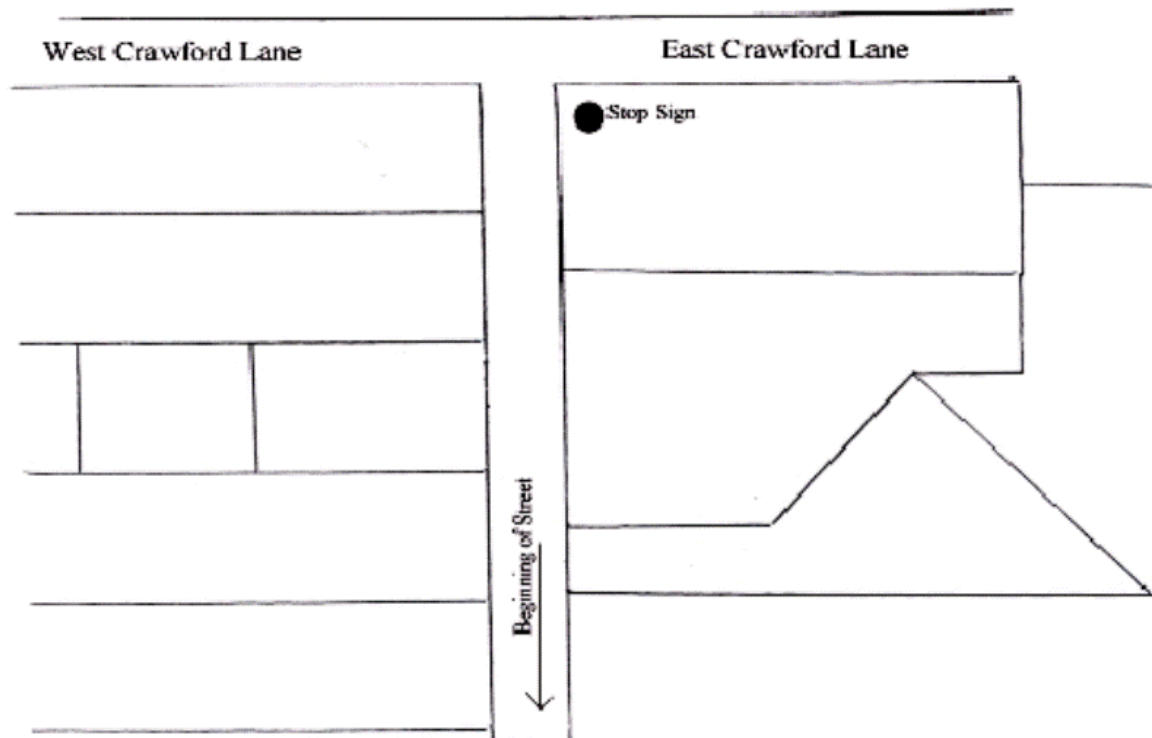 West Crawford Lane
East Crawford Lane
Stop Sign
Beginning of Street